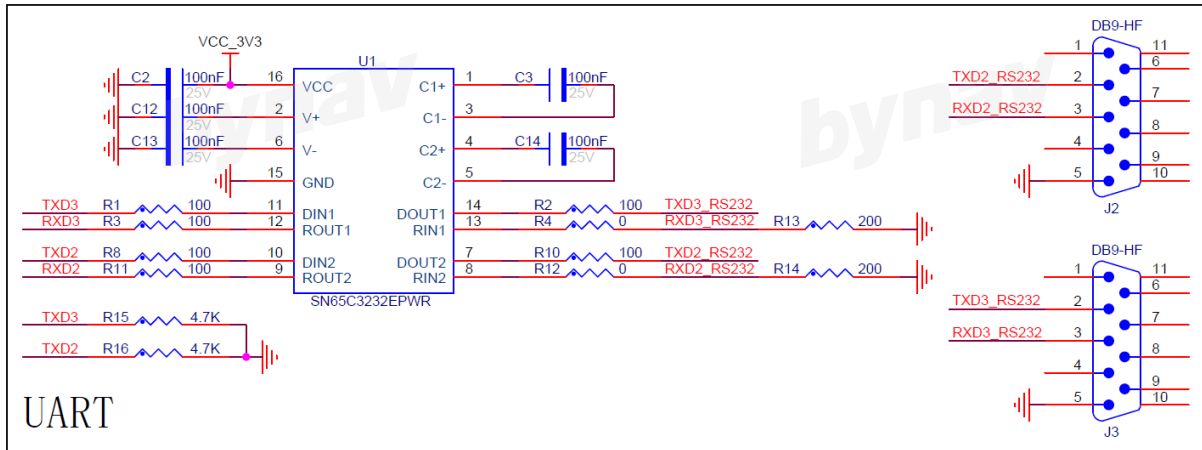 VCC_3V3
U1
C2 100nF 16 VCC C1+ 1 C3 100nF
25V 25V
C12 100nF 2 V+ C1- 3
25V
C13 100nF 6 V- C2+ 4 C14 100nF
25V 25V
15 GND C2- 5
TXD3 R1 100 11 DIN1 DOUT1 14 R2 100 TXD3_RS232
RXD3 R3 100 12 ROUT1 RIN1 13 R4 0 RXD3_RS232 R13 200
TXD2 R8 100 10 DIN2 DOUT2 7 R10 100 TXD2_RS232
RXD2 R11 100 9 ROUT2 RIN2 8 R12 0 RXD2_RS232 R14 200
SN65C3232EPWR
TXD3 R15 4.7K
TXD2 R16 4.7K
UART
DB9-HF
1 11
6
TXD2_RS232 2
7
RXD2_RS232 3
8
4
9
5 10
J2
DB9-HF
1 11
6
TXD3_RS232 2
7
RXD3_RS232 3
8
4
9
5 10
J3
bynav
bynav